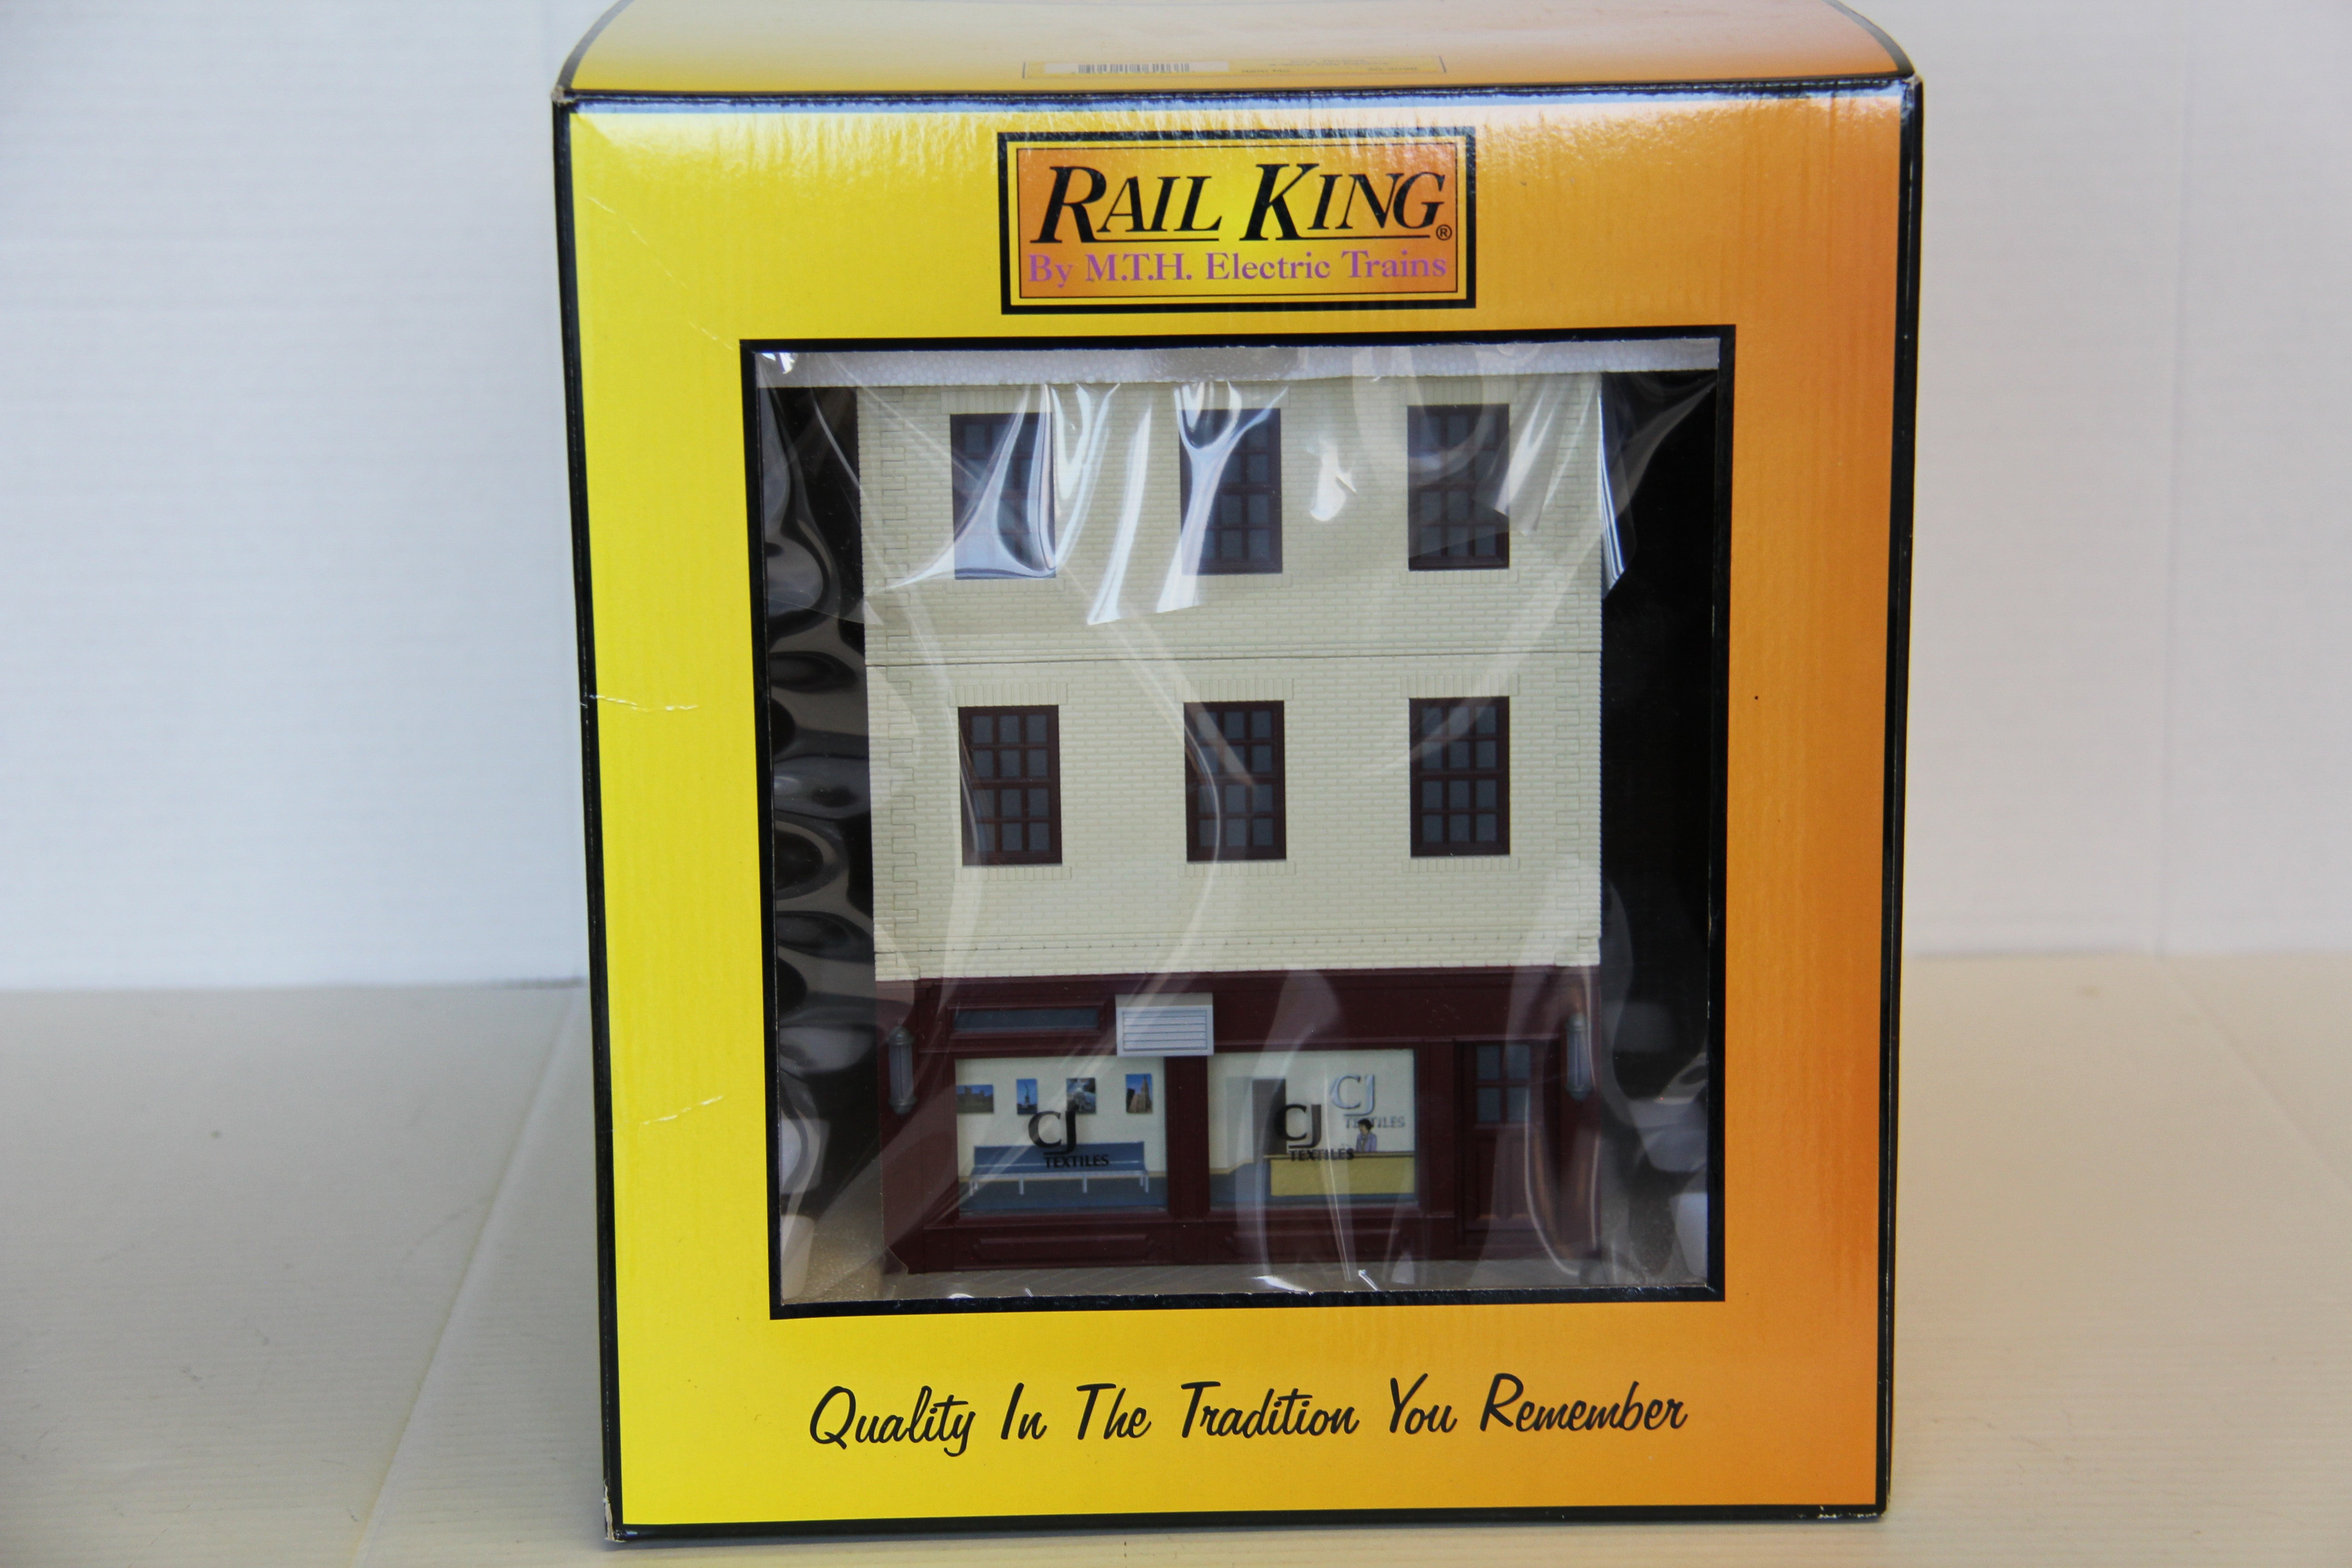 RAIL KING®
By M.T.H. Electric Trains
CJ
TEXTILES
CJ
TEXTILES
CJ
TEXTILES
Quality In The Tradition You Remember